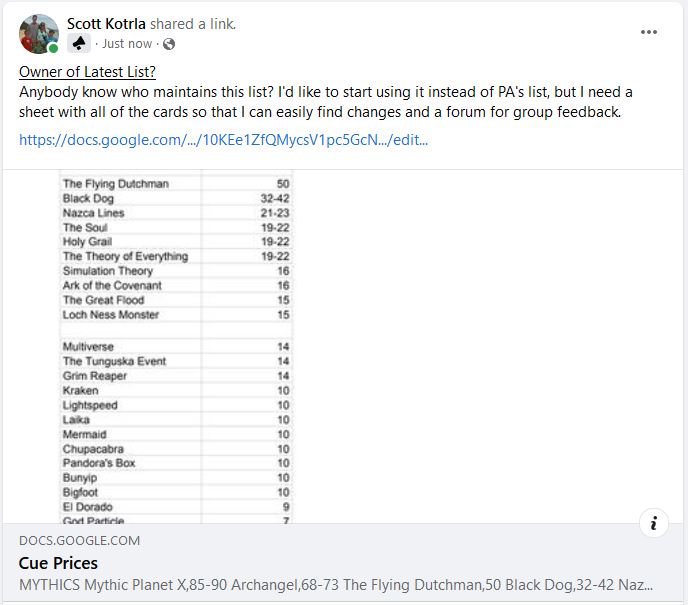 Scott Kotrla shared a link.
Just now ·
Owner of Latest List?
Anybody know who maintains this list? I'd like to start using it instead of PA's list, but I need a
sheet with all of the cards so that I can easily find changes and a forum for group feedback.
https://docs.google.com/.../10KEe1ZfQMycsV1pc5GcN.../edit...
The Flying Dutchman 50
Black Dog 32-42
Nazca Lines 21-23
The Soul 19-22
Holy Grail 19-22
The Theory of Everything 19-22
Simulation Theory 16
Ark of the Covenant 16
The Great Flood 15
Loch Ness Monster 15
Multiverse 14
The Tunguska Event 14
Grim Reaper 14
Kraken 10
Lightspeed 10
Laika 10
Mermaid 10
Chupacabra 10
Pandora's Box 10
Bunyip 10
Bigfoot 10
El Dorado 9
God Particle 7
DOCS.GOOGLE.COM
Cue Prices
MYTHICS Mythic Planet X,85-90 Archangel,68-73 The Flying Dutchman,50 Black Dog,32-42 Naz...